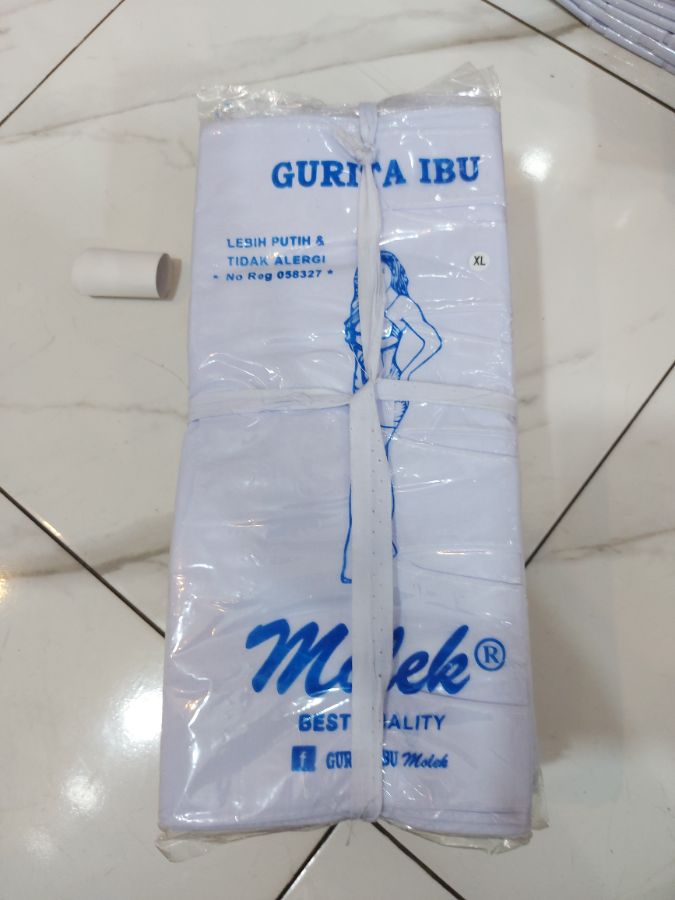 GURITA IBU
LEBIH PUTIH &
TIDAK ALERGI
* No Reg 058327 *
XL
Molek®
BEST QUALITY
f GURITA IBU Molek